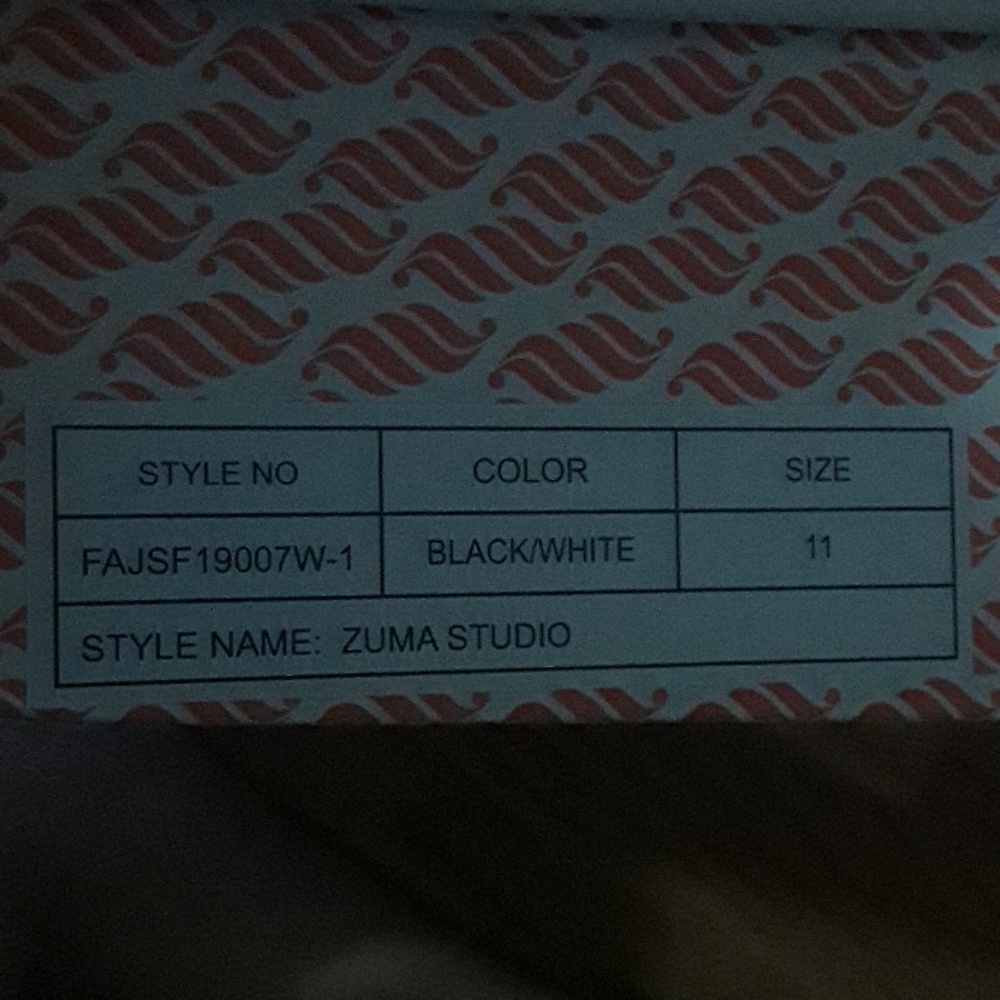 STYLE NO COLOR SIZE
FAJSF19007W-1 BLACK/WHITE 11
STYLE NAME: ZUMA STUDIO